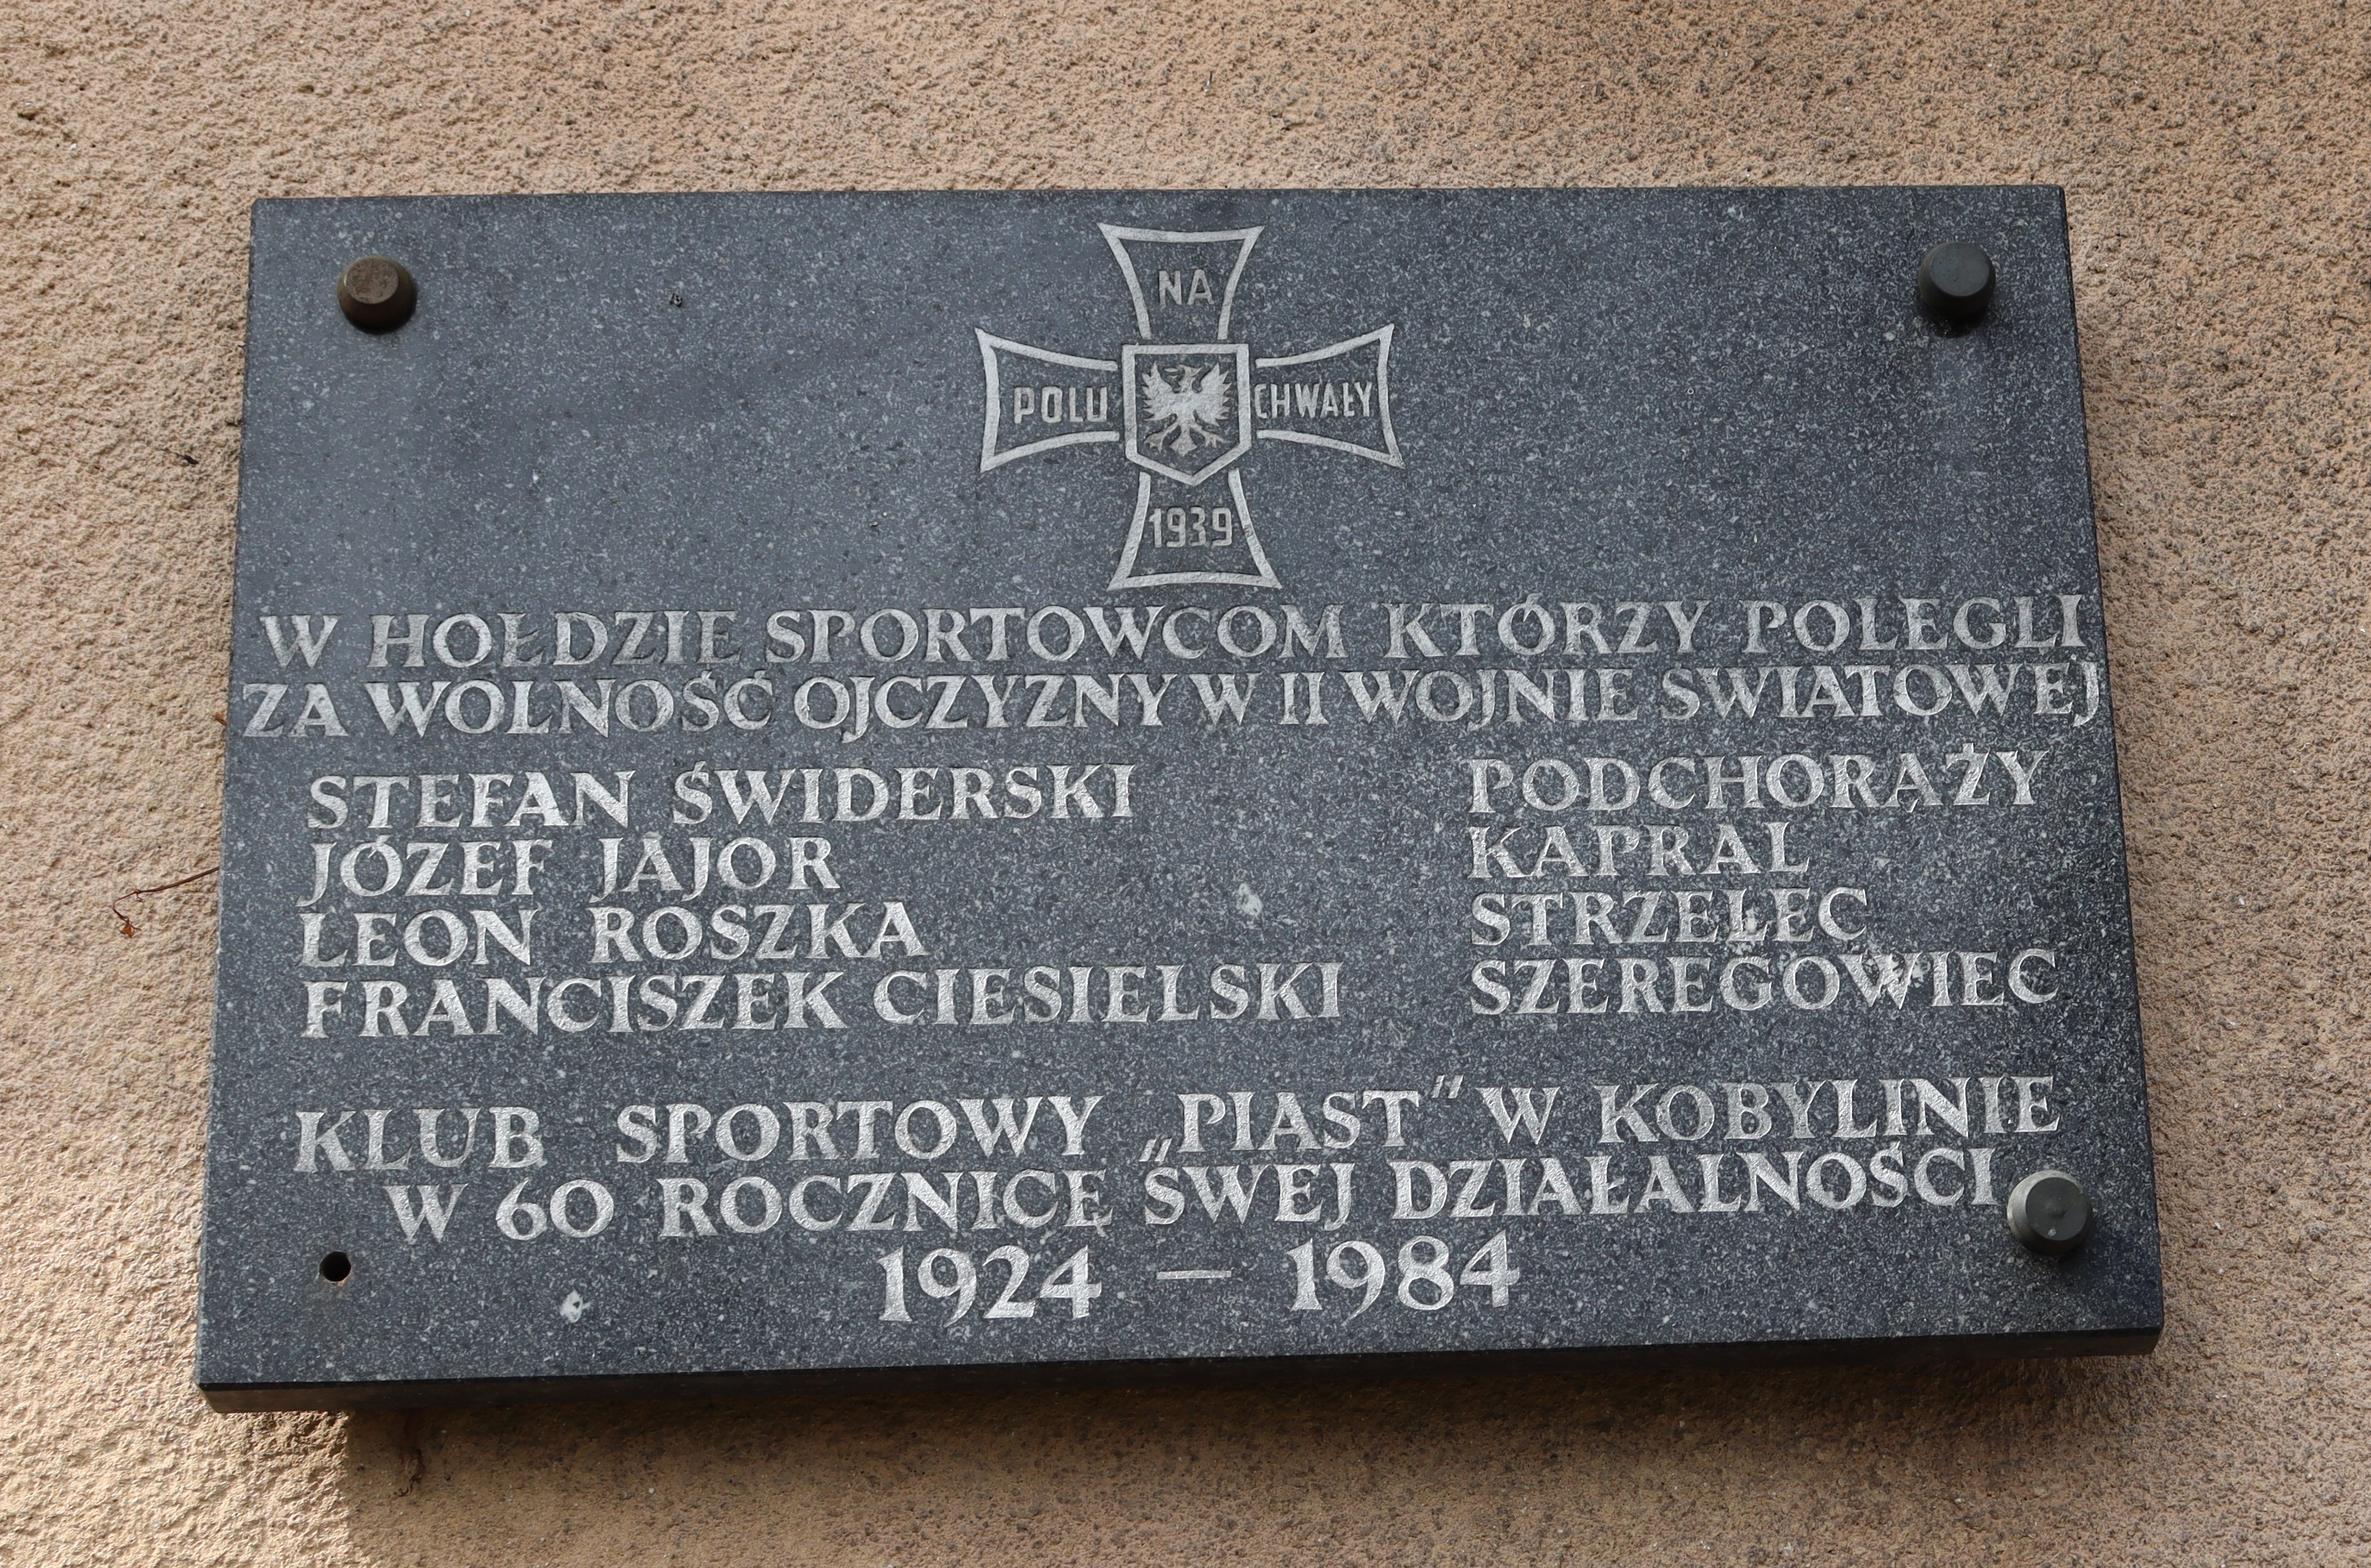 NA
POLU CHWAŁY
1939
W HOŁDZIE SPORTOWCOM KTÓRZY POLEGLI
ZA WOLNOŚĆ OJCZYZNY W II WOJNIE SWIATOWEJ
STEFAN ŚWIDERSKI PODCHORĄŻY
JÓZEF JAJOR KAPRAL
LEON ROSZKA STRZELEC
FRANCISZEK CIESIELSKI SZEREGOWIEC
KLUB SPORTOWY „PIAST" W KOBYLINIE
W 60 ROCZNICĘ SWEJ DZIAŁALNOŚCI
1924 — 1984